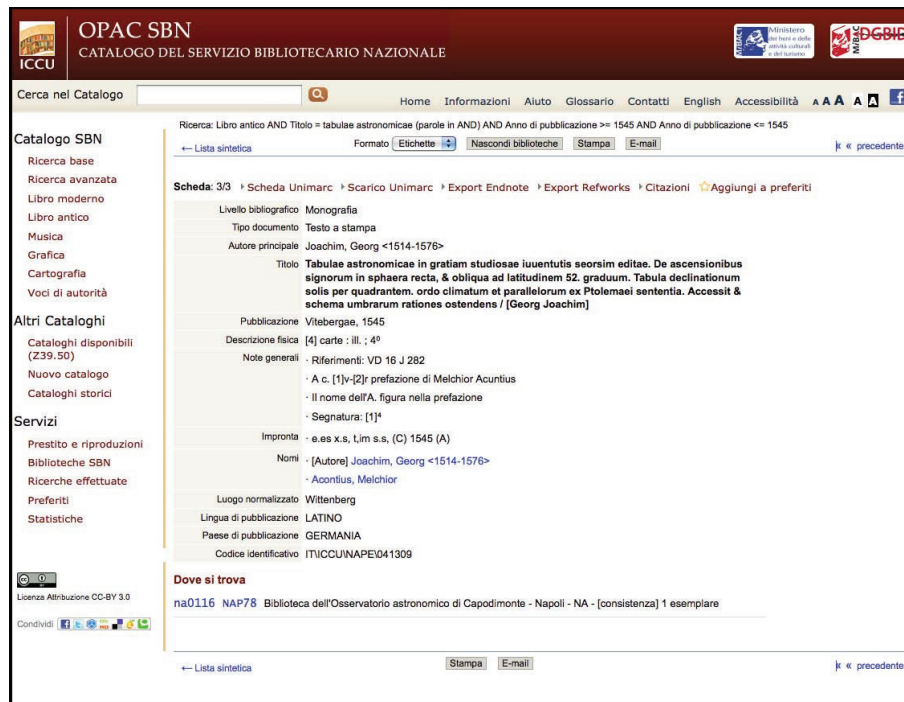 OPAC SBN
CATALOGO DEL SERVIZIO BIBLIOTECARIO NAZIONALE
ICCU
MiBACT
Ministero
dei beni e delle
attività culturali
e del turismo
MiBAC
DGBID
Cerca nel Catalogo
Home Informazioni Aiuto Glossario Contatti English Accessibilità A A A A A f
Ricerca: Libro antico AND Titolo = tabulae astronomicae (parole in AND) AND Anno di pubblicazione >= 1545 AND Anno di pubblicazione <= 1545
← Lista sintetica Formato Etichette Nascondi biblioteche Stampa E-mail « precedente
Catalogo SBN
Ricerca base
Ricerca avanzata
Libro moderno
Libro antico
Musica
Grafica
Cartografia
Voci di autorità
Altri Cataloghi
Cataloghi disponibili
(Z39.50)
Nuovo catalogo
Cataloghi storici
Servizi
Prestito e riproduzioni
Biblioteche SBN
Ricerche effettuate
Preferiti
Statistiche
Licenza Attribuzione CC-BY 3.0
Condividi
Scheda: 3/3 Scheda Unimarc Scarico Unimarc Export Endnote Export Refworks Citazioni Aggiungi a preferiti
Livello bibliografico Monografia
Tipo documento Testo a stampa
Autore principale Joachim, Georg <1514-1576>
Titolo Tabulae astronomicae in gratiam studiosae iuuentutis seorsim editae. De ascensionibus
signorum in sphaera recta, & obliqua ad latitudinem 52. graduum. Tabula declinationum
solis per quadrantem. ordo climatum et parallelorum ex Ptolemaei sententia. Accessit &
schema umbrarum rationes ostendens / [Georg Joachim]
Pubblicazione Vitebergae, 1545
Descrizione fisica [4] carte : ill. ; 4º
Note generali · Riferimenti: VD 16 J 282
· A c. [1]v-[2]r prefazione di Melchior Acuntius
· Il nome dell'A. figura nella prefazione
· Segnatura: [1]⁴
Impronta · e.es x.s, t,im s.s, (C) 1545 (A)
Nomi · [Autore] Joachim, Georg <1514-1576>
· Acontius, Melchior
Luogo normalizzato Wittenberg
Lingua di pubblicazione LATINO
Paese di pubblicazione GERMANIA
Codice identificativo IT\ICCU\NAPE\041309
Dove si trova
na0116 NAP78 Biblioteca dell'Osservatorio astronomico di Capodimonte - Napoli - NA - [consistenza] 1 esemplare
← Lista sintetica Stampa E-mail « precedente